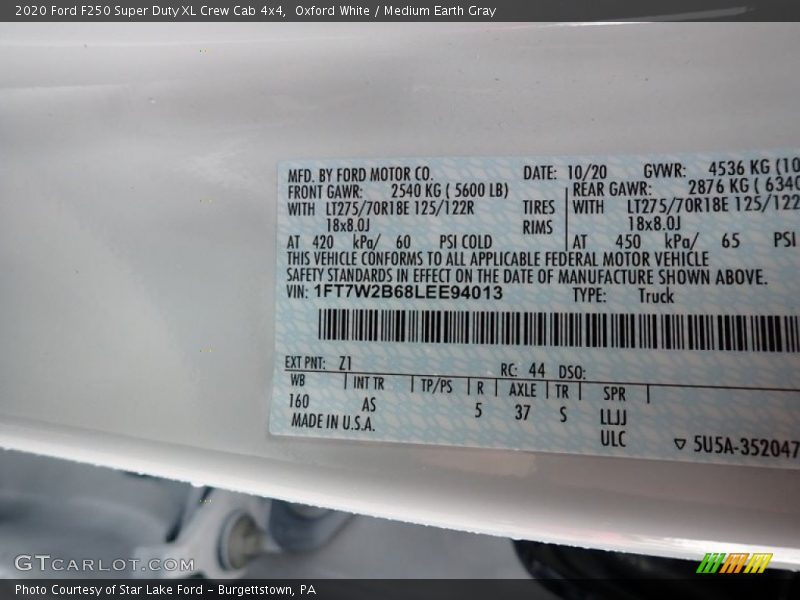 2020 Ford F250 Super Duty XL Crew Cab 4x4,  Oxford White / Medium Earth Gray
MFD. BY FORD MOTOR CO. DATE: 10/20 GVWR: 4536 KG (10
FRONT GAWR: 2540 KG ( 5600 LB) REAR GAWR: 2876 KG ( 6340
WITH LT275/70R18E 125/122R TIRES WITH LT275/70R18E 125/122
18x8.0J RIMS 18x8.0J
AT 420 kPa/ 60 PSI COLD AT 450 kPa/ 65 PSI
THIS VEHICLE CONFORMS TO ALL APPLICABLE FEDERAL MOTOR VEHICLE
SAFETY STANDARDS IN EFFECT ON THE DATE OF MANUFACTURE SHOWN ABOVE.
VIN: 1FT7W2B68LEE94013 TYPE: Truck
EXT PNT: Z1 RC: 44 DSO:
WB INT TR TP/PS R AXLE TR SPR
160 AS 5 37 S LLJJ
MADE IN U.S.A. ULC 5U5A-352047
GTCARLOT.COM
Photo Courtesy of Star Lake Ford - Burgettstown, PA